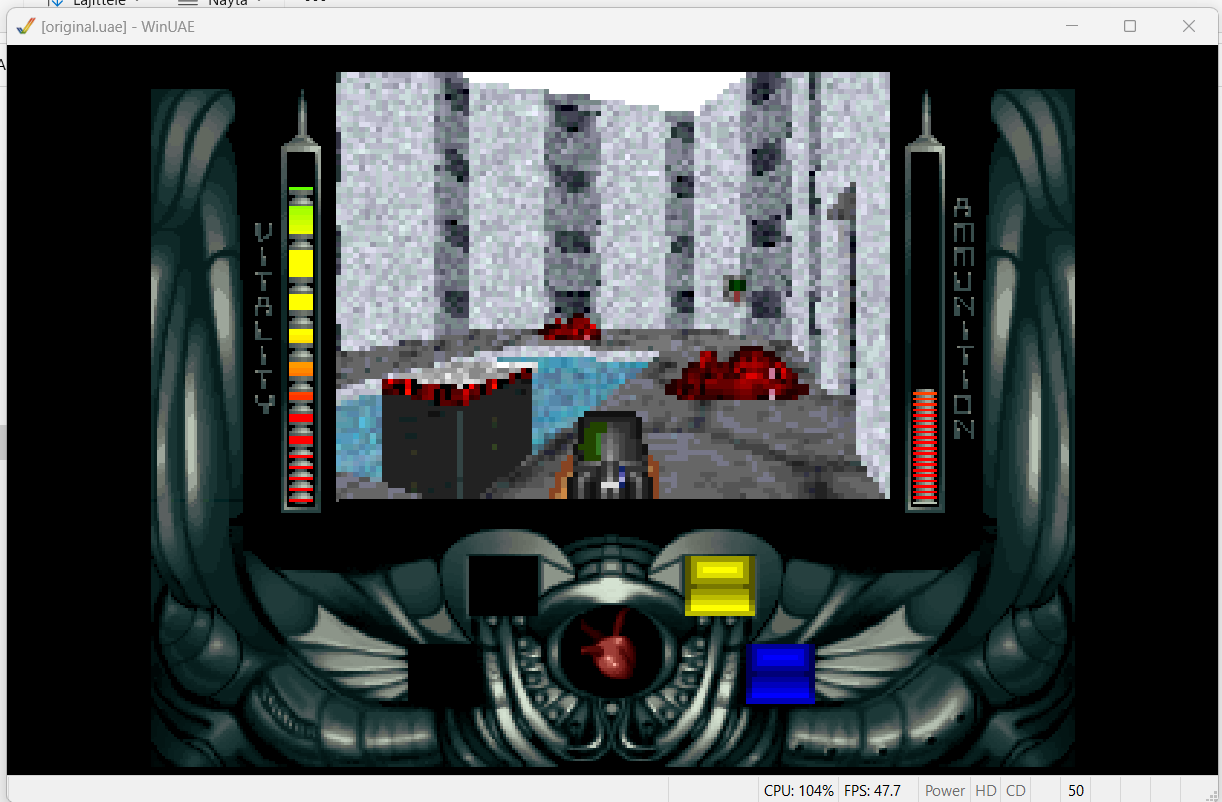 Lajittele
Näytä
[original.uae] - WinUAE
VITALITY
AMMUNITION
CPU: 104%
FPS: 47.7
Power
HD
CD
50